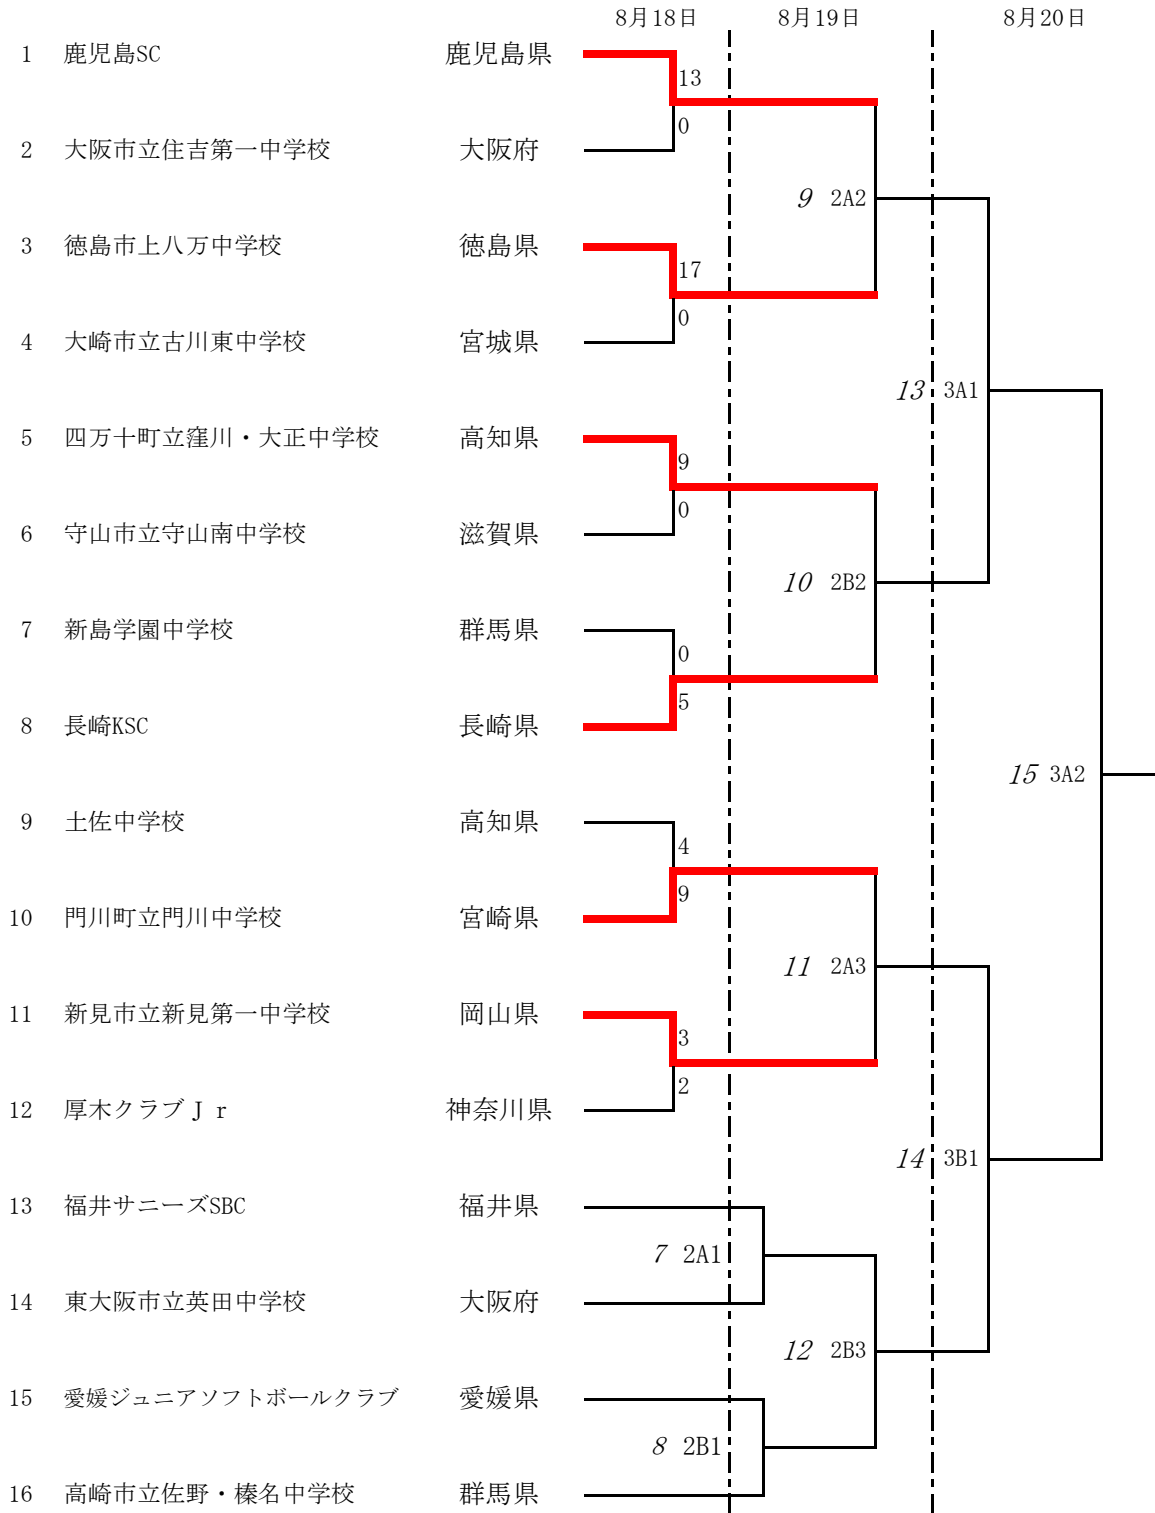 8月18日 8月19日 8月20日
1 鹿児島SC 鹿児島県
13
0
2 大阪市立住吉第一中学校 大阪府
9 2A2
3 徳島市上八万中学校 徳島県
17
0
4 大崎市立古川東中学校 宮城県
13 3A1
5 四万十町立窪川・大正中学校 高知県
9
0
6 守山市立守山南中学校 滋賀県
10 2B2
7 新島学園中学校 群馬県
0
5
8 長崎KSC 長崎県
15 3A2
9 土佐中学校 高知県
4
9
10 門川町立門川中学校 宮崎県
11 2A3
11 新見市立新見第一中学校 岡山県
3
2
12 厚木クラブＪｒ 神奈川県
14 3B1
13 福井サニーズSBC 福井県
7 2A1
14 東大阪市立英田中学校 大阪府
12 2B3
15 愛媛ジュニアソフトボールクラブ 愛媛県
8 2B1
16 高崎市立佐野・榛名中学校 群馬県